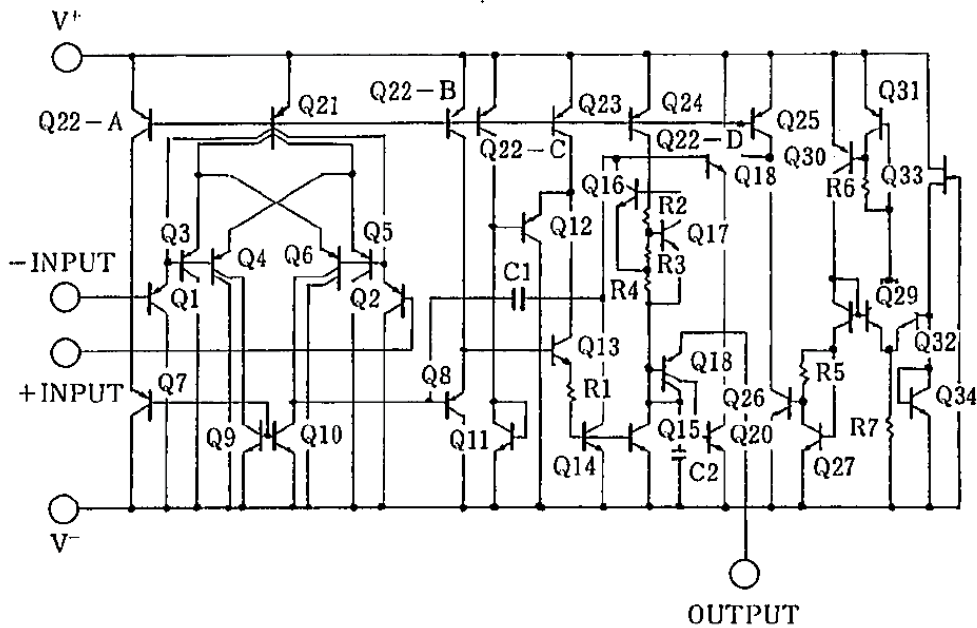 V+
Q21
Q22-B
Q23
Q24
Q31
Q22-A
Q22-C
Q22-D
Q25
Q30
Q18
R6
Q33
Q16
Q12
R2
Q17
Q3
Q4
Q6
Q5
R3
R4
-INPUT
Q1
Q2
C1
Q29
Q32
+INPUT
Q7
Q8
Q13
Q18
R1
Q26
R5
Q34
Q9
Q10
Q11
Q14
Q15
Q20
C2
Q27
R7
V-
OUTPUT